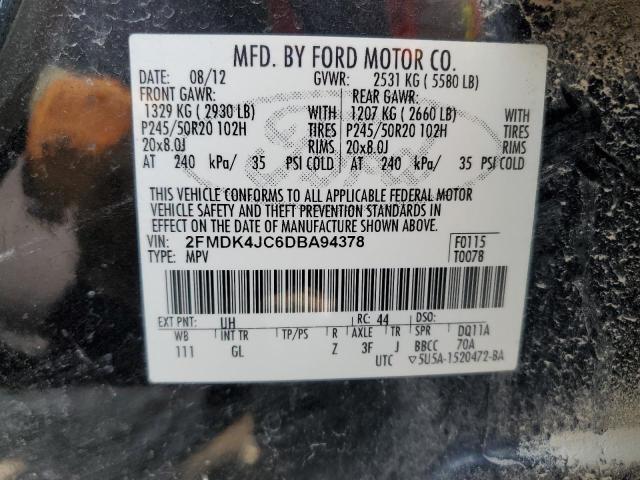 MFD. BY FORD MOTOR CO.
DATE: 08/12 GVWR: 2531 KG ( 5580 LB)
FRONT GAWR: REAR GAWR:
1329 KG ( 2930 LB) WITH 1207 KG ( 2660 LB) WITH
P245/50R20 102H TIRES P245/50R20 102H TIRES
20x8.0J RIMS 20x8.0J RIMS
AT 240 kPa/ 35 PSI COLD AT 240 kPa/ 35 PSI COLD
THIS VEHICLE CONFORMS TO ALL APPLICABLE FEDERAL MOTOR
VEHICLE SAFETY AND THEFT PREVENTION STANDARDS IN
EFFECT ON THE DATE OF MANUFACTURE SHOWN ABOVE.
VIN: 2FMDK4JC6DBA94378 F0115
TYPE: MPV T0078
EXT PNT: UH RC: 44 DSO:
WB INT TR TP/PS R AXLE TR SPR DQ11A
111 GL Z 3F J BBCC 70A
UTC ▽5U5A-1520472-BA